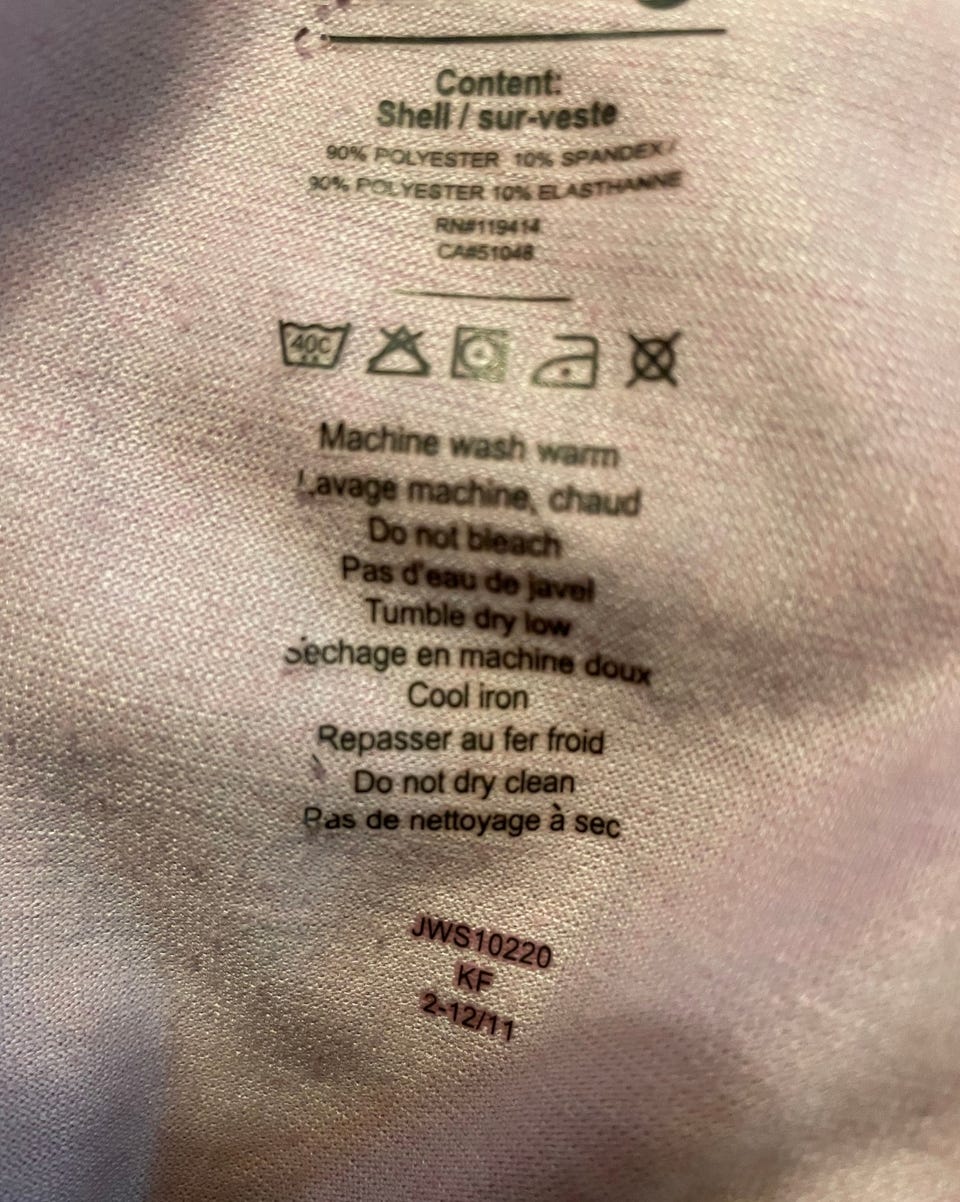 Content:
Shell / sur-veste
90% POLYESTER 10% SPANDEX /
90% POLYESTER 10% ELASTHANNE
RN#119414
CA#51048
40C
Machine wash warm
Lavage machine, chaud
Do not bleach
Pas d'eau de javel
Tumble dry low
Séchage en machine doux
Cool iron
Repasser au fer froid
Do not dry clean
Pas de nettoyage à sec
JWS10220
KF
2-12/11